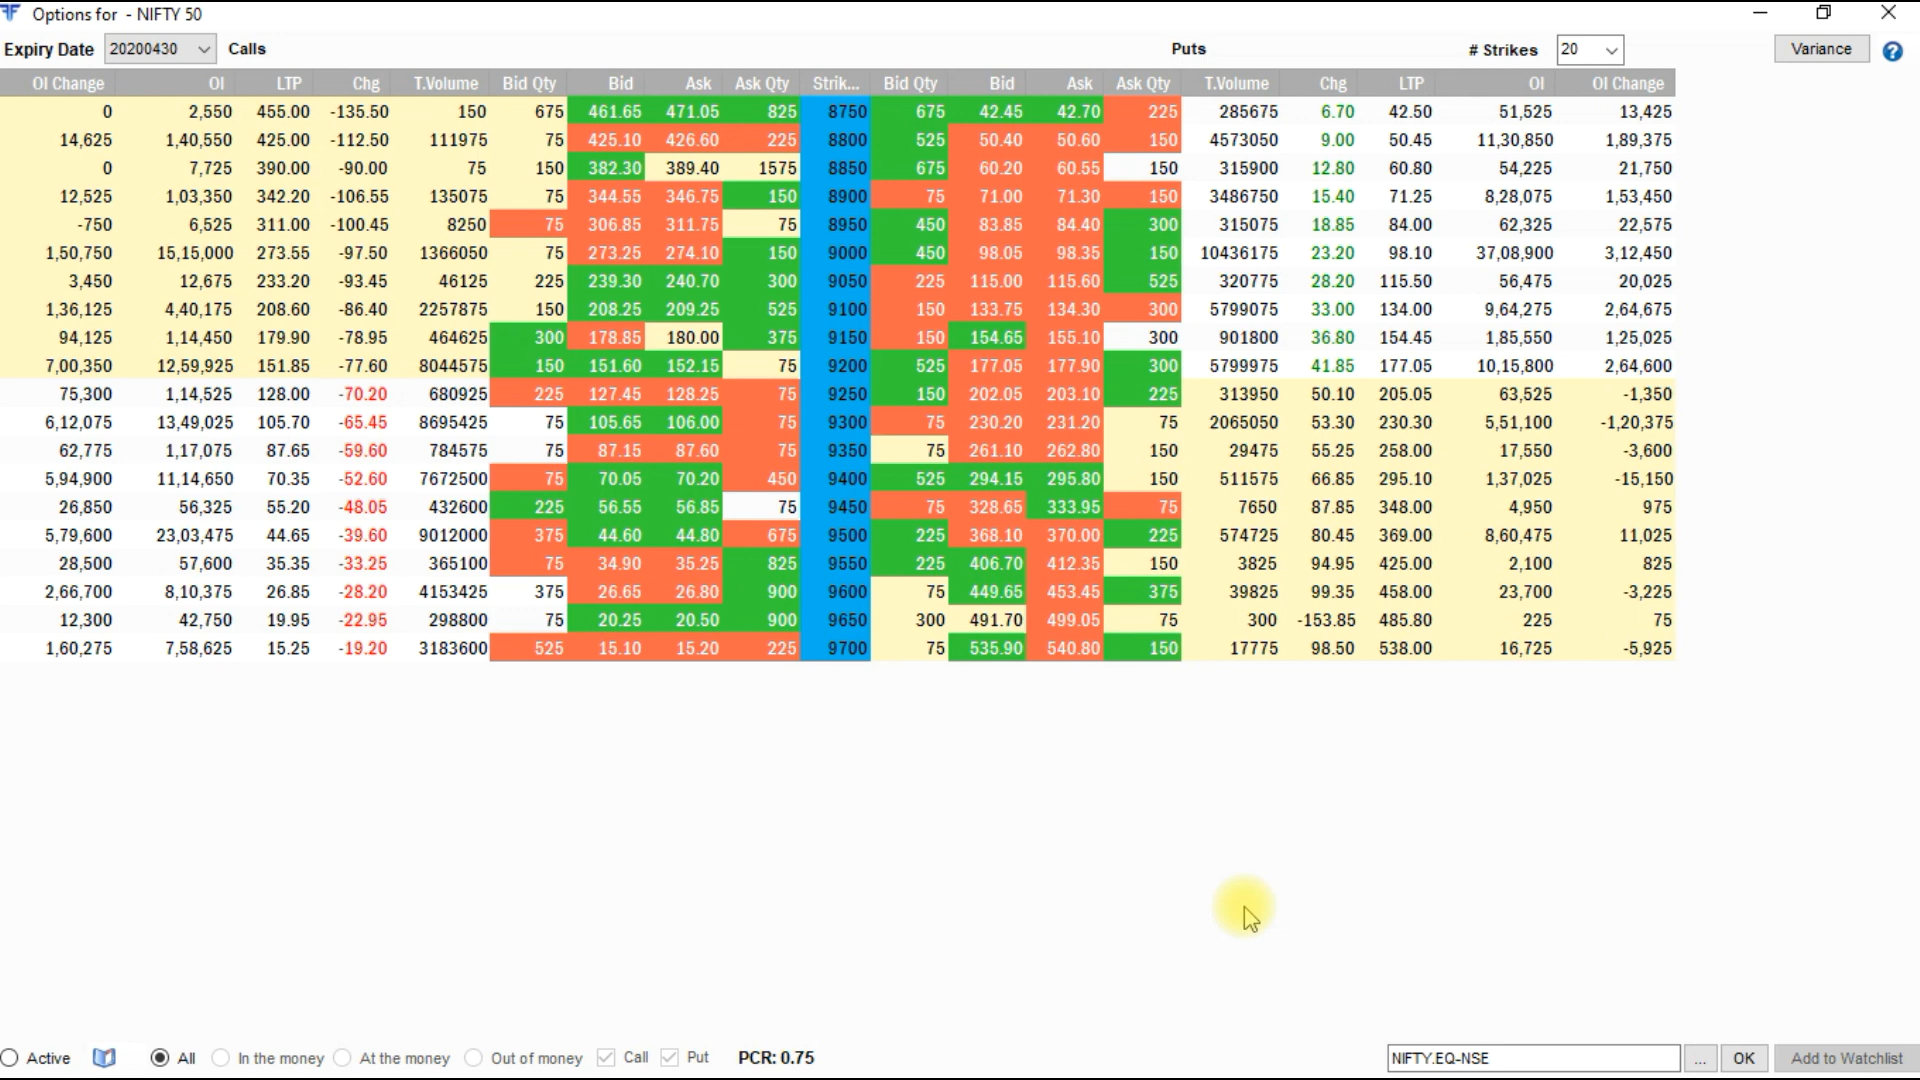 Options for - NIFTY 50
Expiry Date 20200430 Calls Puts # Strikes 20 Variance ?
OI Change OI LTP Chg T.Volume Bid Qty Bid Ask Ask Qty Strik... Bid Qty Bid Ask Ask Qty T.Volume Chg LTP OI OI Change
0 2,550 455.00 -135.50 150 675 461.65 471.05 825 8750 675 42.45 42.70 225 285675 6.70 42.50 51,525 13,425
14,625 1,40,550 425.00 -112.50 111975 75 425.10 426.60 225 8800 525 50.40 50.60 150 4573050 9.00 50.45 11,30,850 1,89,375
0 7,725 390.00 -90.00 75 150 382.30 389.40 1575 8850 675 60.20 60.55 150 315900 12.80 60.80 54,225 21,750
12,525 1,03,350 342.20 -106.55 135075 75 344.55 346.75 150 8900 75 71.00 71.30 150 3486750 15.40 71.25 8,28,075 1,53,450
-750 6,525 311.00 -100.45 8250 75 306.85 311.75 75 8950 450 83.85 84.40 300 315075 18.85 84.00 62,325 22,575
1,50,750 15,15,000 273.55 -97.50 1366050 75 273.25 274.10 150 9000 450 98.05 98.35 150 10436175 23.20 98.10 37,08,900 3,12,450
3,450 12,675 233.20 -93.45 46125 225 239.30 240.70 300 9050 225 115.00 115.60 525 320775 28.20 115.50 56,475 20,025
1,36,125 4,40,175 208.60 -86.40 2257875 150 208.25 209.25 525 9100 150 133.75 134.30 300 5799075 33.00 134.00 9,64,275 2,64,675
94,125 1,14,450 179.90 -78.95 464625 300 178.85 180.00 375 9150 150 154.65 155.10 300 901800 36.80 154.45 1,85,550 1,25,025
7,00,350 12,59,925 151.85 -77.60 8044575 150 151.60 152.15 75 9200 525 177.05 177.90 300 5799975 41.85 177.05 10,15,800 2,64,600
75,300 1,14,525 128.00 -70.20 680925 225 127.45 128.25 75 9250 150 202.05 203.10 225 313950 50.10 205.05 63,525 -1,350
6,12,075 13,49,025 105.70 -65.45 8695425 75 105.65 106.00 75 9300 75 230.20 231.20 75 2065050 53.30 230.30 5,51,100 -1,20,375
62,775 1,17,075 87.65 -59.60 784575 75 87.15 87.60 75 9350 75 261.10 262.80 150 29475 55.25 258.00 17,550 -3,600
5,94,900 11,14,650 70.35 -52.60 7672500 75 70.05 70.20 450 9400 525 294.15 295.80 150 511575 66.85 295.10 1,37,025 -15,150
26,850 56,325 55.20 -48.05 432600 225 56.55 56.85 75 9450 75 328.65 333.95 75 7650 87.85 348.00 4,950 975
5,79,600 23,03,475 44.65 -39.60 9012000 375 44.60 44.80 675 9500 225 368.10 370.00 225 574725 80.45 369.00 8,60,475 11,025
28,500 57,600 35.35 -33.25 365100 75 34.90 35.25 825 9550 225 406.70 412.35 150 3825 94.95 425.00 2,100 825
2,66,700 8,10,375 26.85 -28.20 4153425 375 26.65 26.80 900 9600 75 449.65 453.45 375 39825 99.35 458.00 23,700 -3,225
12,300 42,750 19.95 -22.95 298800 75 20.25 20.50 900 9650 300 491.70 499.05 75 300 -153.85 485.80 225 75
1,60,275 7,58,625 15.25 -19.20 3183600 525 15.10 15.20 225 9700 75 535.90 540.80 150 17775 98.50 538.00 16,725 -5,925
Active All In the money At the money Out of money Call Put PCR: 0.75 NIFTY.EQ-NSE ... OK Add to Watchlist